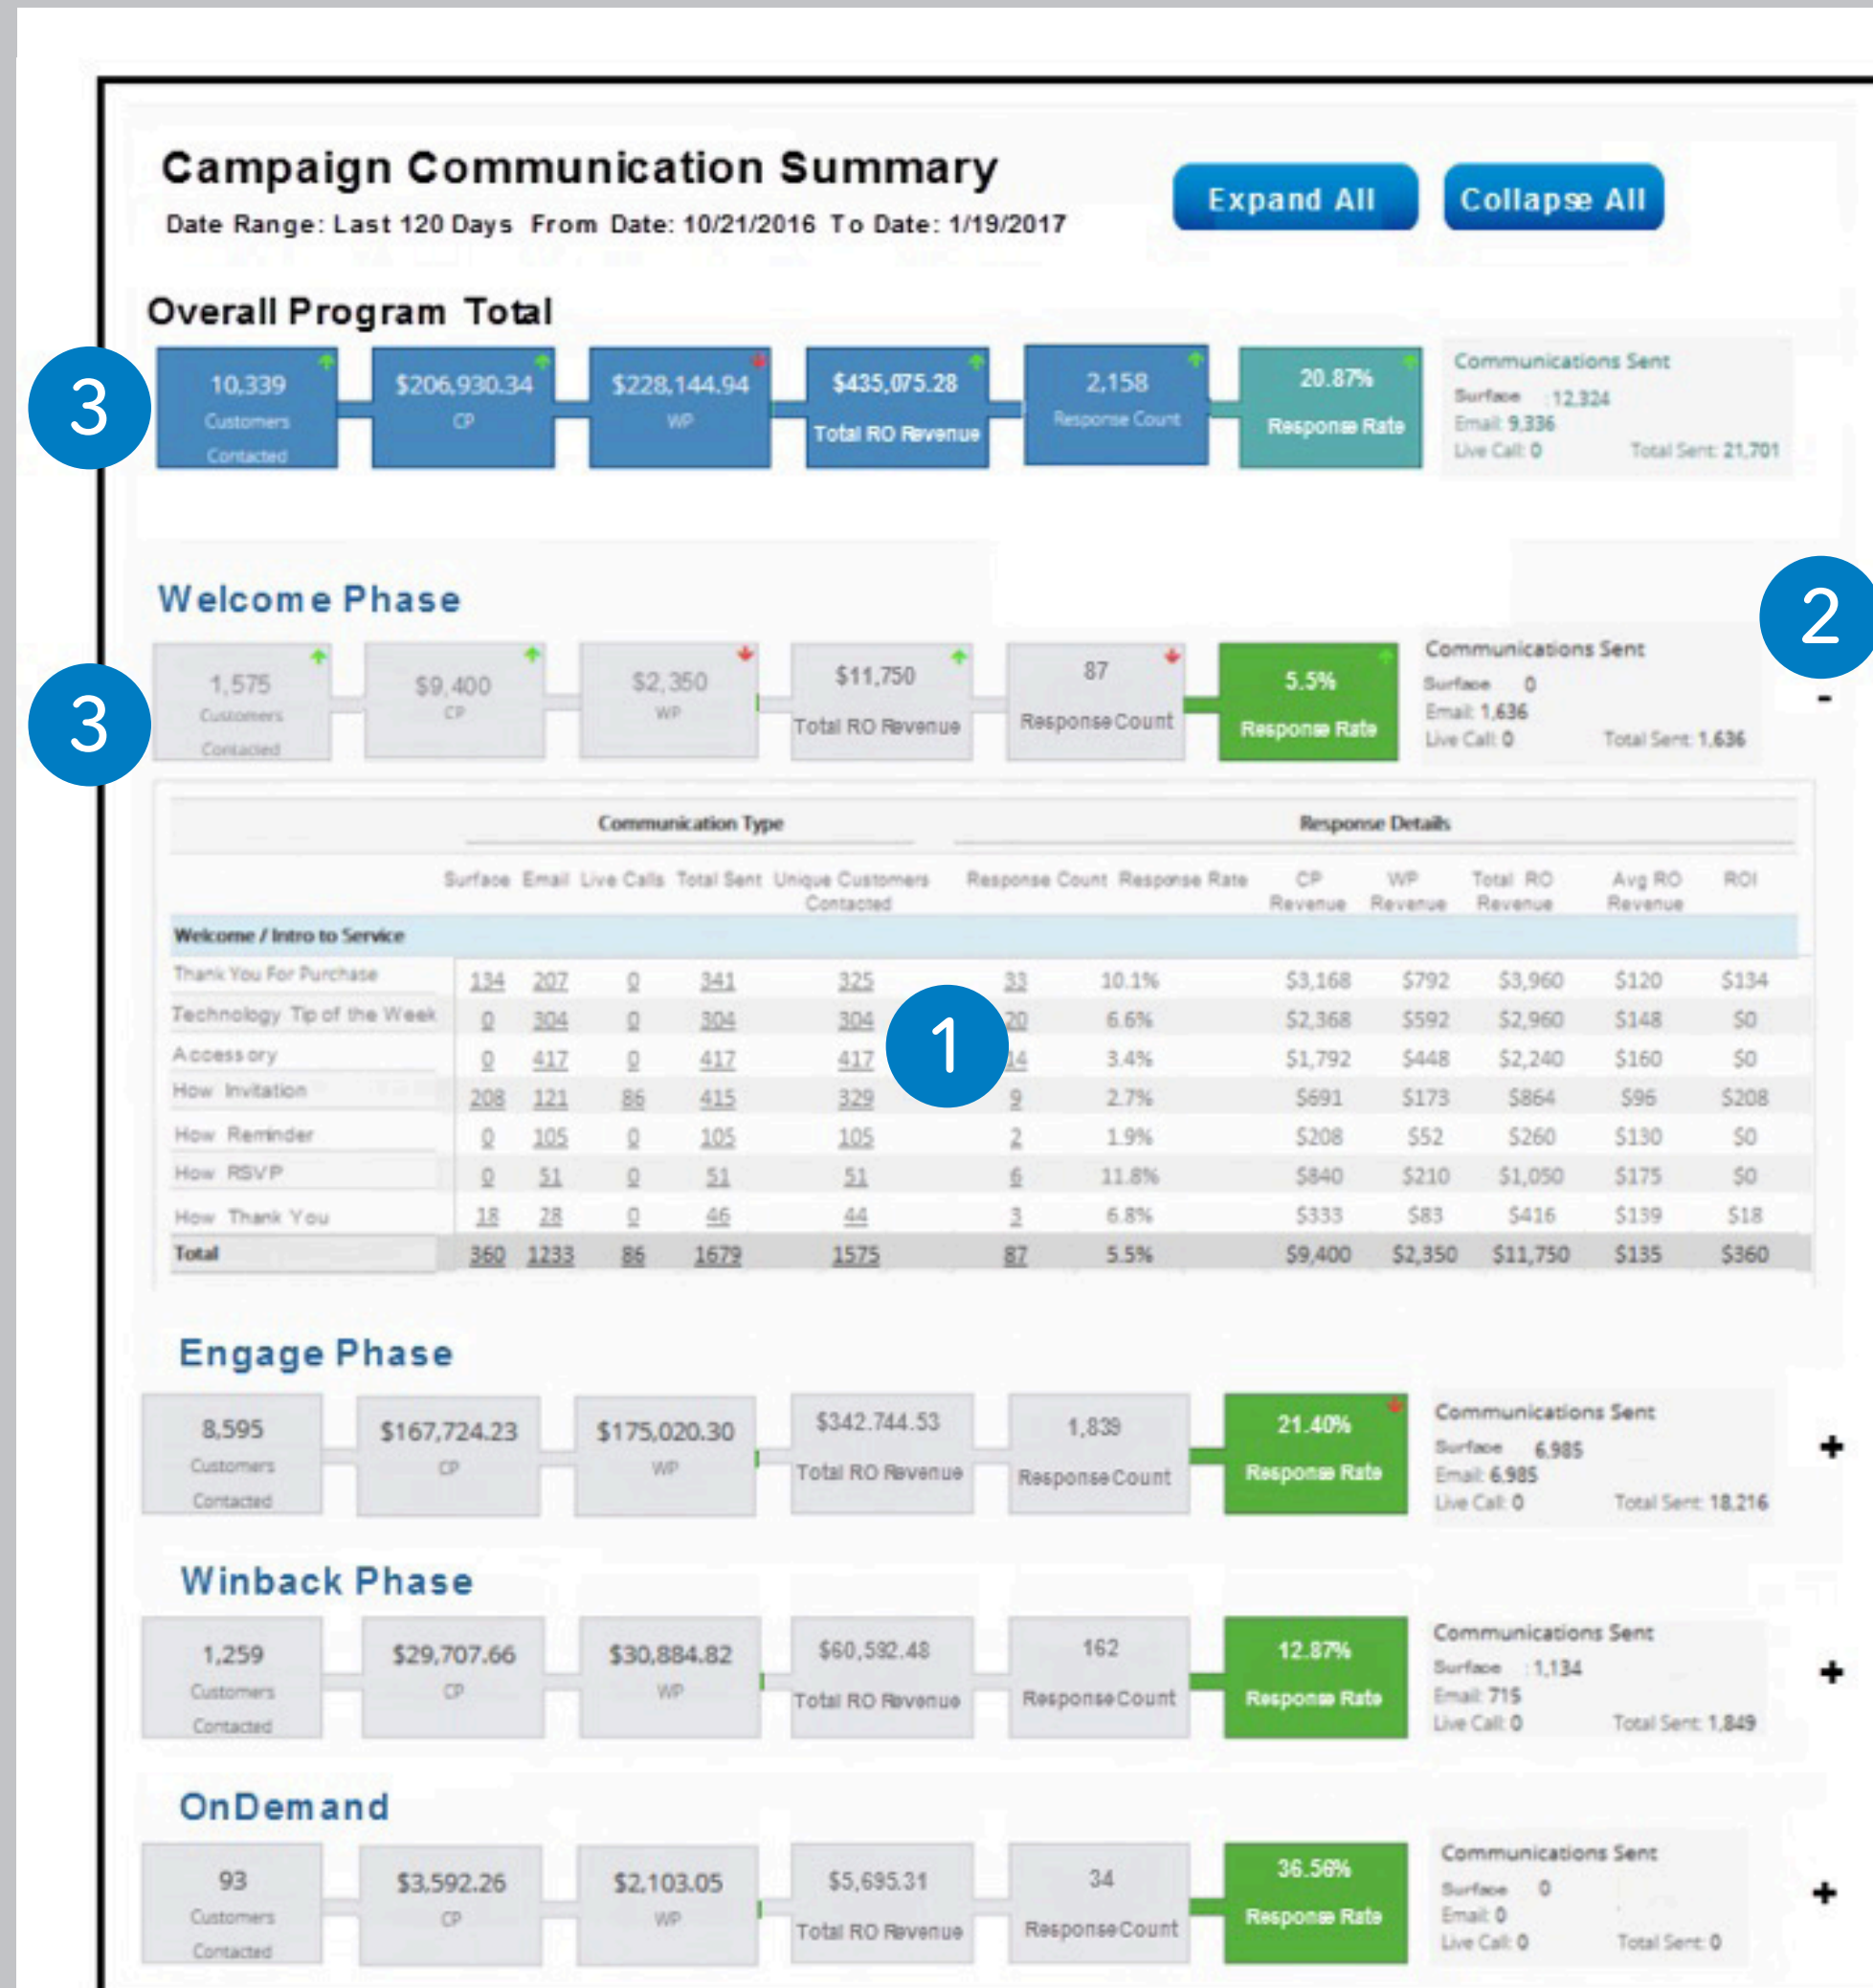 Campaign Communication Summary
Expand All
Collapse All
Date Range: Last 120 Days From Date: 10/21/2016 To Date: 1/19/2017
Overall Program Total
3
10,339
Customers
Contacted
$206,930.34
CP
$228,144.94
WP
$435,075.28
Total RO Revenue
2,158
Response Count
20.87%
Response Rate
Communications Sent
Surface :12,324
Email: 9,336
Live Call: 0 Total Sent: 21,701
Welcome Phase
2
3
1,575
Customers
Contacted
$9,400
CP
$2,350
WP
$11,750
Total RO Revenue
87
Response Count
5.5%
Response Rate
Communications Sent
Surface 0
Email: 1,636
Live Call: 0 Total Sent: 1,636
-
Communication Type Response Details
Surface Email Live Calls Total Sent Unique Customers Contacted Response Count Response Rate CP Revenue WP Revenue Total RO Revenue Avg RO Revenue ROI
Welcome / Intro to Service
Thank You For Purchase 134 207 0 341 325 33 10.1% $3,168 $792 $3,960 $120 $134
Technology Tip of the Week 0 304 0 304 304 20 6.6% $2,368 $592 $2,960 $148 $0
1
Accessory 0 417 0 417 417 14 3.4% $1,792 $448 $2,240 $160 $0
How Invitation 208 121 86 415 329 9 2.7% $691 $173 $864 $96 $208
How Reminder 0 105 0 105 105 2 1.9% $208 $52 $260 $130 $0
How RSVP 0 51 0 51 51 6 11.8% $840 $210 $1,050 $175 $0
How Thank You 18 28 0 46 44 3 6.8% $333 $83 $416 $139 $18
Total 360 1233 86 1679 1575 87 5.5% $9,400 $2,350 $11,750 $135 $360
Engage Phase
8,595
Customers
Contacted
$167,724.23
CP
$175,020.30
WP
$342.744.53
Total RO Revenue
1,839
Response Count
21.40%
Response Rate
Communications Sent
Surface 6,985
Email: 6,985
Live Call: 0 Total Sent: 18,216
+
Winback Phase
1,259
Customers
Contacted
$29,707.66
CP
$30,884.82
WP
$60,592.48
Total RO Revenue
162
Response Count
12.87%
Response Rate
Communications Sent
Surface :1,134
Email: 715
Live Call: 0 Total Sent: 1,849
+
OnDemand
93
Customers
Contacted
$3,592.26
CP
$2,103.05
WP
$5,695.31
Total RO Revenue
34
Response Count
36.56%
Response Rate
Communications Sent
Surface 0
Email: 0
Live Call: 0 Total Sent: 0
+